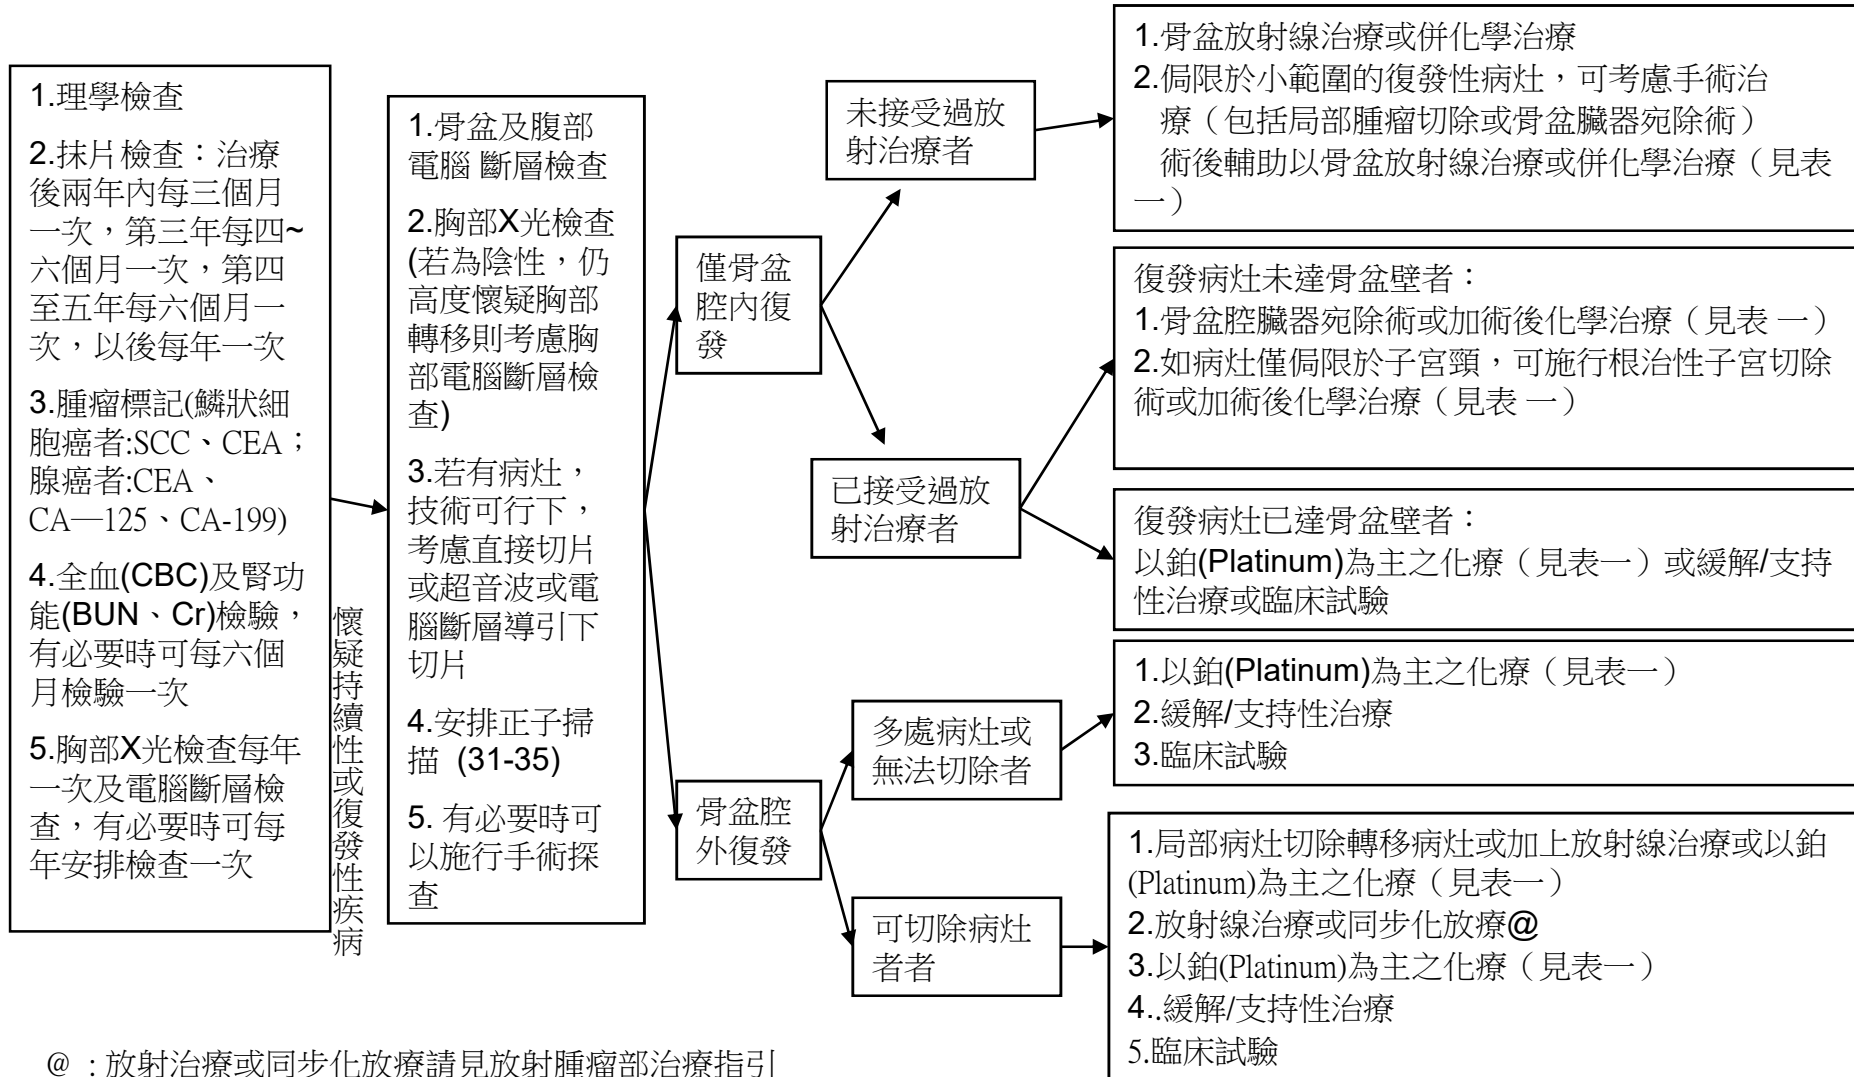 1.理學檢查
2.抹片檢查：治療
後兩年內每三個月
一次，第三年每四~
六個月一次，第四
至五年每六個月一
次，以後每年一次
3.腫瘤標記(鱗狀細
胞癌者:SCC、CEA；
腺癌者:CEA、
CA—125、CA-199)
4.全血(CBC)及腎功
能(BUN、Cr)檢驗，
有必要時可每六個
月檢驗一次
5.胸部X光檢查每年
一次及電腦斷層檢
查，有必要時可每
年安排檢查一次
懷疑持續性或復發性疾病
1.骨盆及腹部
電腦 斷層檢查
2.胸部X光檢查
(若為陰性，仍
高度懷疑胸部
轉移則考慮胸
部電腦斷層檢
查)
3.若有病灶，
技術可行下，
考慮直接切片
或超音波或電
腦斷層導引下
切片
4.安排正子掃
描 (31-35)
5. 有必要時可
以施行手術探
查
僅骨盆
腔內復
發
未接受過放
射治療者
1.骨盆放射線治療或併化學治療
2.侷限於小範圍的復發性病灶，可考慮手術治
療（包括局部腫瘤切除或骨盆臟器宛除術）
術後輔助以骨盆放射線治療或併化學治療（見表
一）
已接受過放
射治療者
復發病灶未達骨盆壁者：
1.骨盆腔臟器宛除術或加術後化學治療（見表 一）
2.如病灶僅侷限於子宮頸，可施行根治性子宮切除
術或加術後化學治療（見表 一）
復發病灶已達骨盆壁者：
以鉑(Platinum)為主之化療（見表一）或緩解/支持
性治療或臨床試驗
骨盆腔
外復發
多處病灶或
無法切除者
1.以鉑(Platinum)為主之化療（見表一）
2.緩解/支持性治療
3.臨床試驗
可切除病灶
者者
1.局部病灶切除轉移病灶或加上放射線治療或以鉑
(Platinum)為主之化療（見表一）
2.放射線治療或同步化放療@
3.以鉑(Platinum)為主之化療（見表一）
4..緩解/支持性治療
5.臨床試驗
@ : 放射治療或同步化放療請見放射腫瘤部治療指引